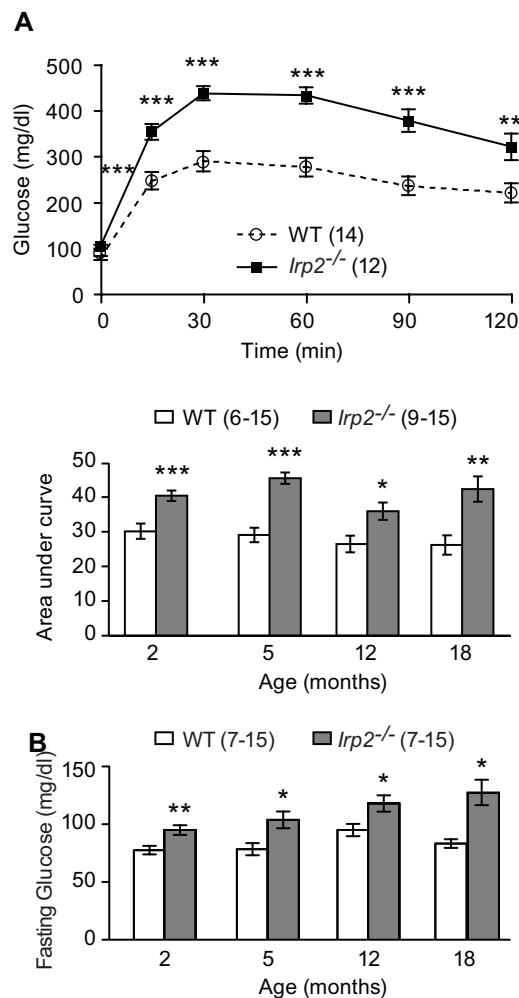 A
Glucose (mg/dl)
500
400
300
200
100
0
***
***
***
***
***
**
WT (14)
Irp2-/- (12)
0 30 60 90 120
Time (min)
WT (6-15) Irp2-/- (9-15)
Area under curve
50
40
30
20
10
0
***
***
*
**
2 5 12 18
Age (months)
B
WT (7-15) Irp2-/- (7-15)
Fasting Glucose (mg/dl)
150
100
50
0
**
*
*
*
2 5 12 18
Age (months)